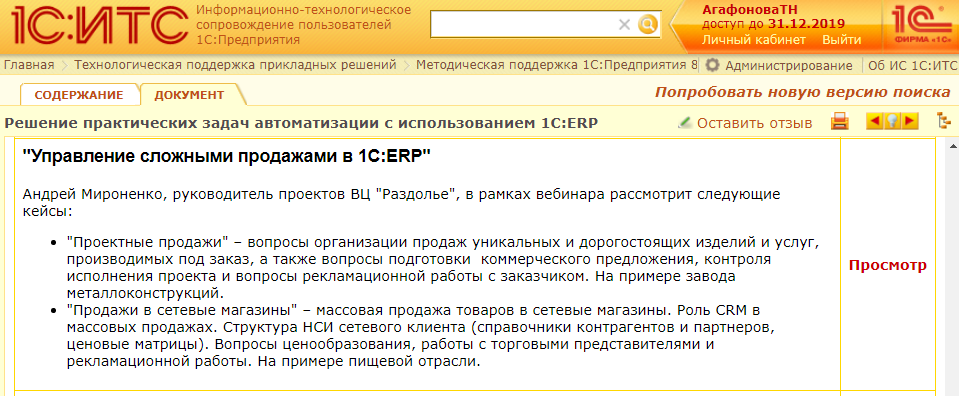 1С:ИТС
Информационно-технологическое
сопровождение пользователей
1С:Предприятия
АгафоноваТН
доступ до 31.12.2019
Личный кабинет Выйти
1С
ФИРМА «1С»
Главная Технологическая поддержка прикладных решений Методическая поддержка 1С:Предприятия 8 Администрирование Об ИС 1С:ИТС
СОДЕРЖАНИЕ ДОКУМЕНТ
Попробовать новую версию поиска
Решение практических задач автоматизации с использованием 1С:ERP Оставить отзыв
"Управление сложными продажами в 1С:ERP"
Андрей Мироненко, руководитель проектов ВЦ "Раздолье", в рамках вебинара рассмотрит следующие
кейсы:
• "Проектные продажи" – вопросы организации продаж уникальных и дорогостоящих изделий и услуг,
производимых под заказ, а также вопросы подготовки коммерческого предложения, контроля
исполнения проекта и вопросы рекламационной работы с заказчиком. На примере завода
металлоконструкций.
• "Продажи в сетевые магазины" – массовая продажа товаров в сетевые магазины. Роль CRM в
массовых продажах. Структура НСИ сетевого клиента (справочники контрагентов и партнеров,
ценовые матрицы). Вопросы ценообразования, работы с торговыми представителями и
рекламационной работы. На примере пищевой отрасли.
Просмотр